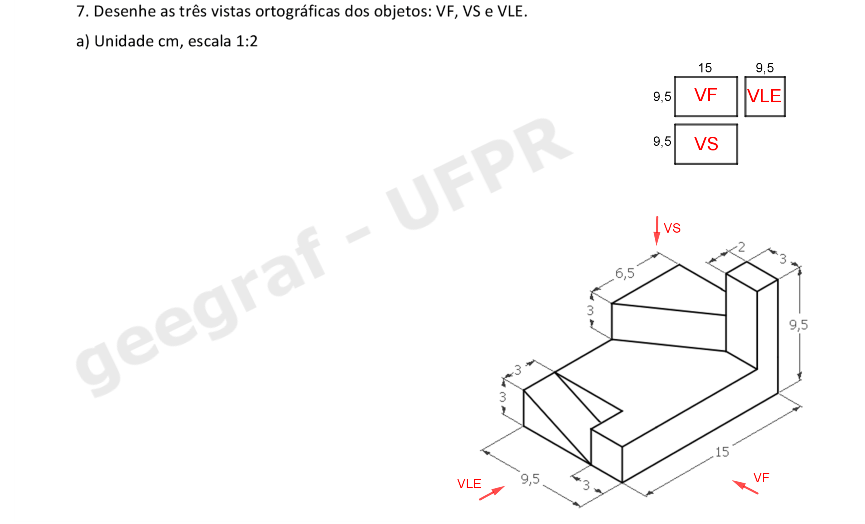 7. Desenhe as três vistas ortográficas dos objetos: VF, VS e VLE.
a) Unidade cm, escala 1:2
15 9,5
9,5 VF VLE
9,5 VS
geegraf - UFPR
VS
2
3
6,5
3
9,5
3
3
15
9,5
3
VLE
VF